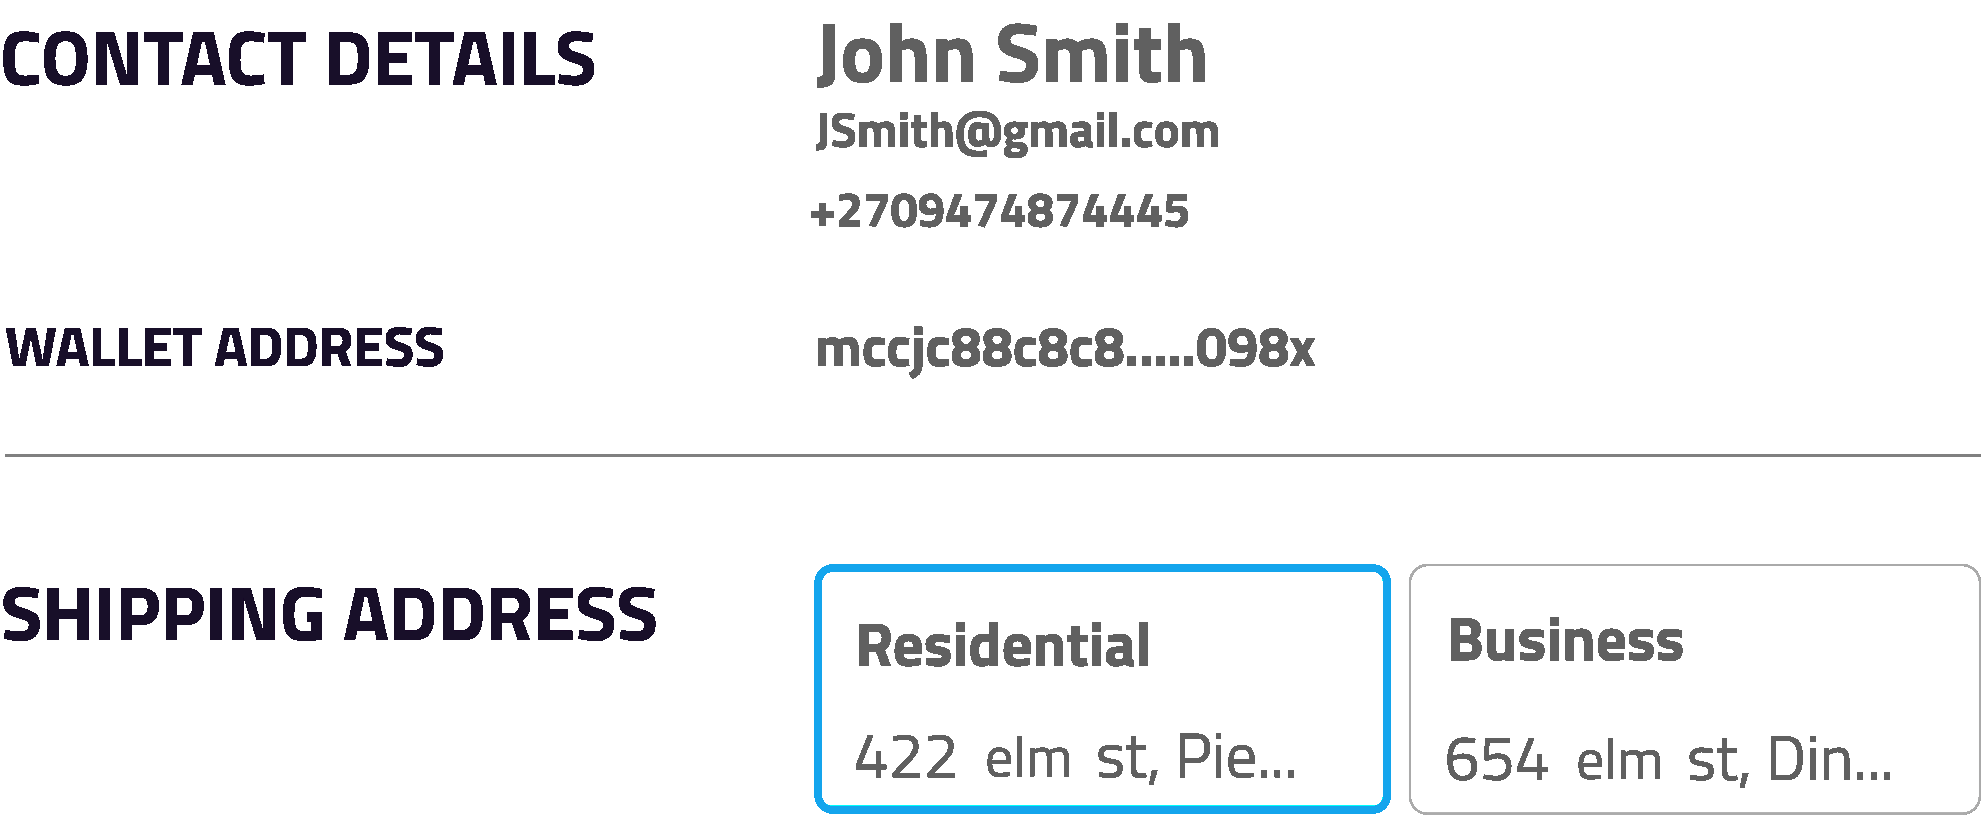 CONTACT DETAILS
John Smith
JSmith@gmail.com
+2709474874445
WALLET ADDRESS
mccjc88c8c8.....098x
SHIPPING ADDRESS
Residential
422 elm st, Pie...
Business
654 elm st, Din...